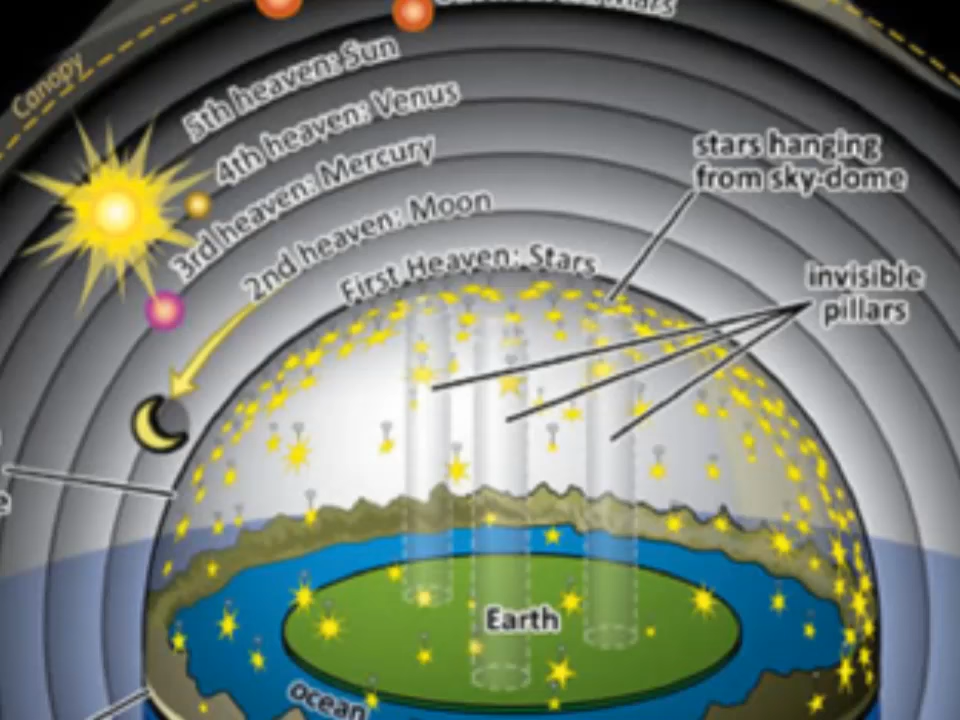 Mars
Canopy
5th heaven: Sun
4th heaven: Venus
3rd heaven: Mercury
2nd heaven: Moon
First Heaven: Stars
stars hanging
from sky-dome
invisible
pillars
Earth
ocean